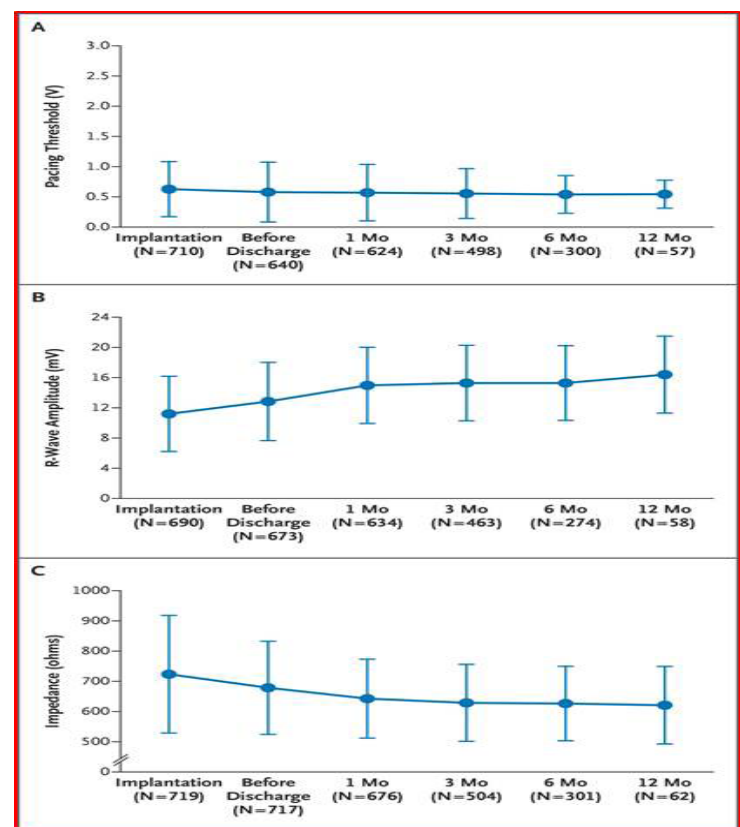 A
Pacing Threshold (V)
3.0
2.5
2.0
1.5
1.0
0.5
0.0
Implantation Before 1 Mo 3 Mo 6 Mo 12 Mo
(N=710) Discharge (N=624) (N=498) (N=300) (N=57)
(N=640)
B
R-Wave Amplitude (mV)
24
20
16
12
8
4
0
Implantation Before 1 Mo 3 Mo 6 Mo 12 Mo
(N=690) Discharge (N=634) (N=463) (N=274) (N=58)
(N=673)
C
Impedance (ohms)
1000
900
800
700
600
500
0
Implantation Before 1 Mo 3 Mo 6 Mo 12 Mo
(N=719) Discharge (N=676) (N=504) (N=301) (N=62)
(N=717)